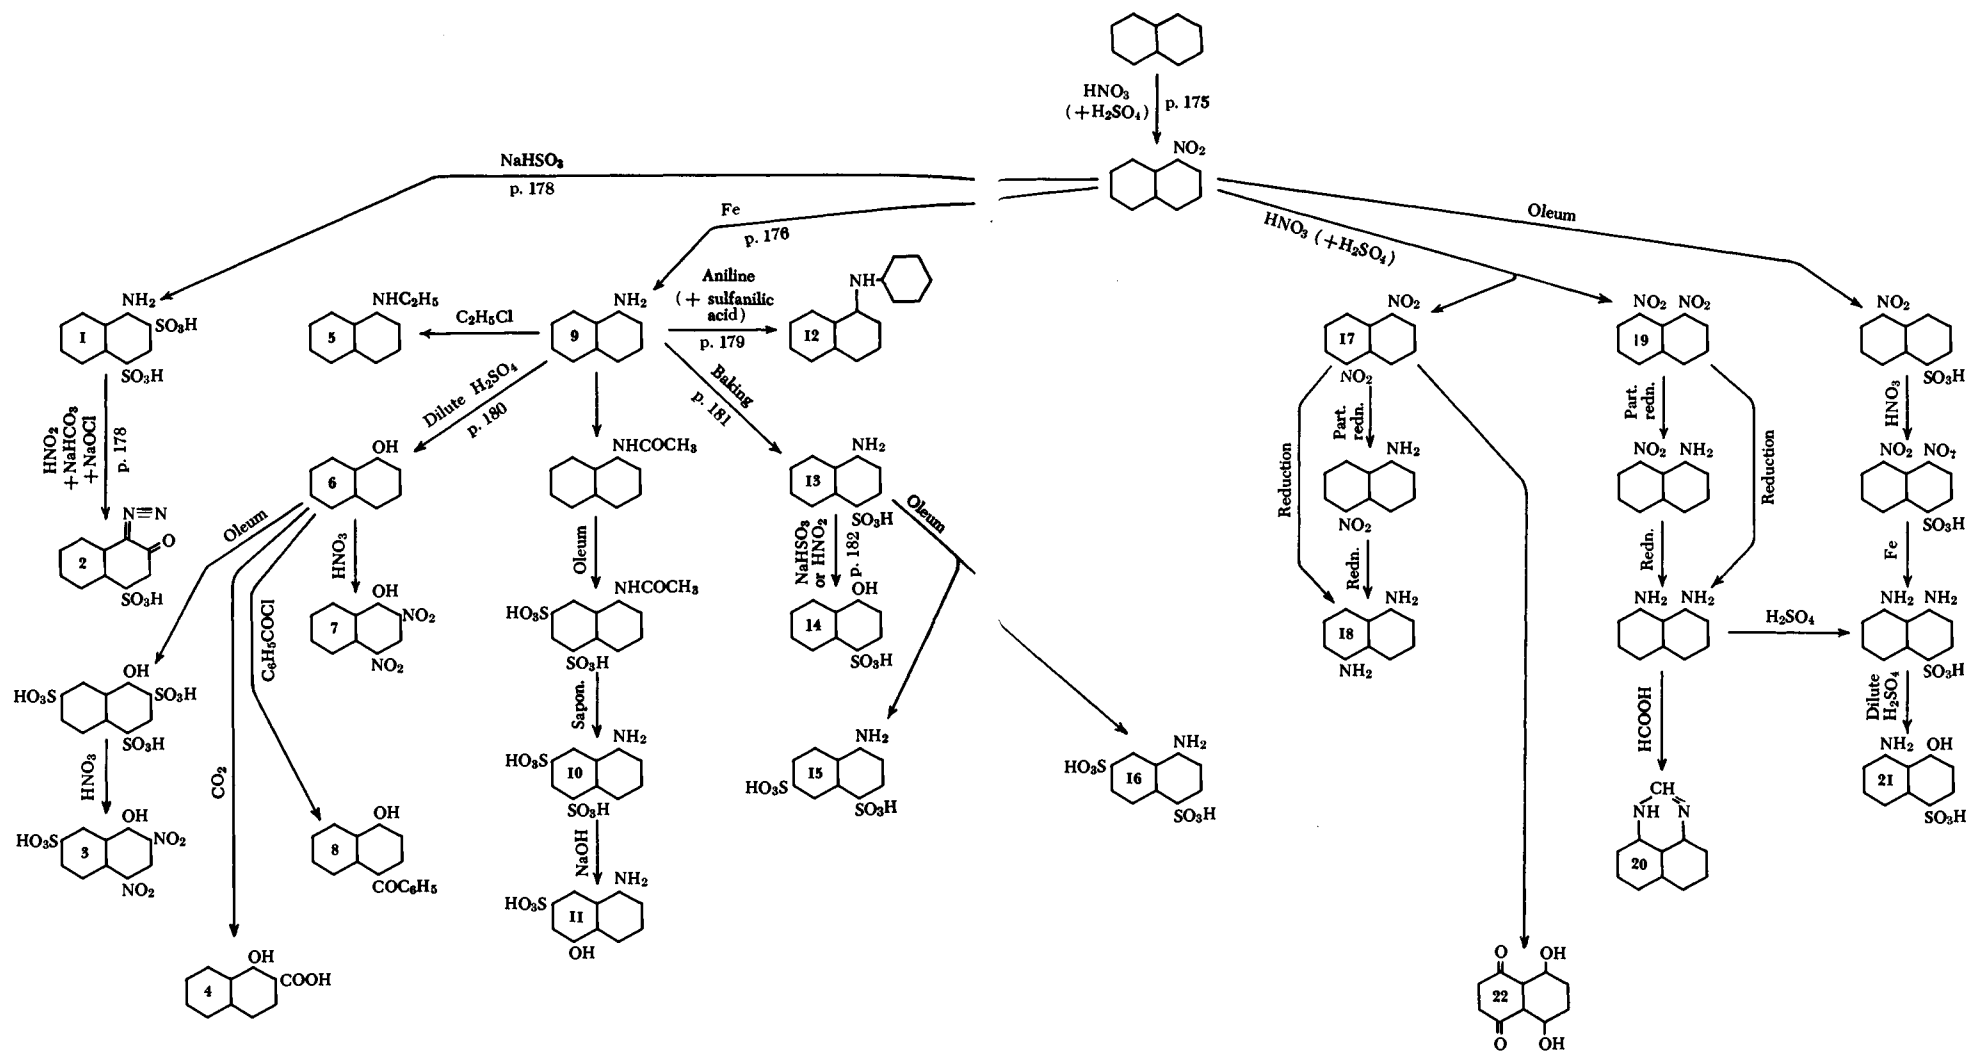 HNO₃
(+H₂SO₄)
p. 175
NO₂
NaHSO₃
p. 178
Fe
p. 176
HNO₃ (+H₂SO₄)
Oleum
NH₂
SO₃H
1
SO₃H
NHC₂H₅
5
C₂H₅Cl
NH₂
9
Aniline
(+ sulfanilic
acid)
p. 179
NH
12
NO₂
17
NO₂
NO₂ NO₂
19
NO₂
SO₃H
HNO₂
+NaHCO₃
+NaOCl
p. 178
Dilute H₂SO₄
p. 180
Baking
p. 181
Reduction
Part.
redn.
Part.
redn.
Reduction
HNO₃
OH
6
NHCOCH₃
NH₂
13
SO₃H
NH₂
NO₂
NO₂ NH₂
NO₂ NO₂
SO₃H
N≡N
O
2
SO₃H
Oleum
HNO₃
Oleum
NaHSO₃
or HNO₂
p. 182
Oleum
Redn.
Redn.
Fe
CO₂
C₆H₅COCl
OH
NO₂
7
NO₂
NHCOCH₃
HO₃S
SO₃H
OH
14
SO₃H
NH₂
18
NH₂
NH₂ NH₂
H₂SO₄
NH₂ NH₂
SO₃H
OH
HO₃S
SO₃H
SO₃H
Sapon.
HCOOH
Dilute
H₂SO₄
HNO₃
NH₂
HO₃S
10
SO₃H
NH₂
15
HO₃S
SO₃H
NH₂
HO₃S
16
SO₃H
CH
NH N
20
NH₂ OH
21
SO₃H
OH
HO₃S
NO₂
3
NO₂
OH
8
COC₆H₅
NaOH
NH₂
HO₃S
11
OH
OH
COOH
4
O OH
22
O OH